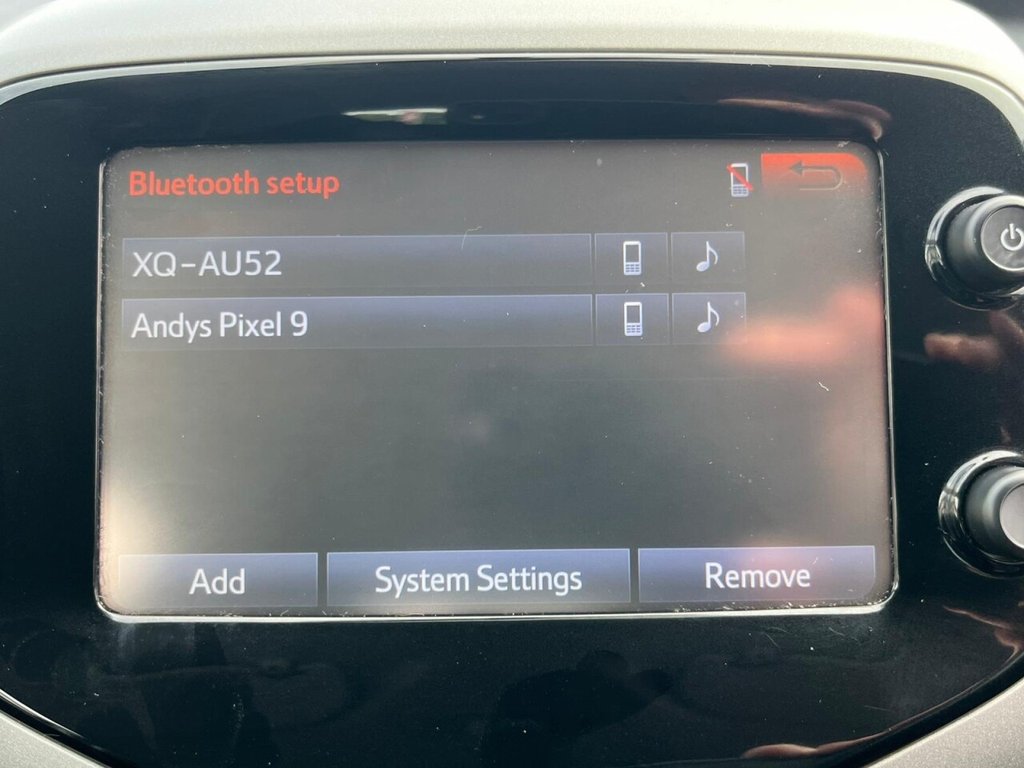 Bluetooth setup
XQ-AU52
Andys Pixel 9
Add
System Settings
Remove